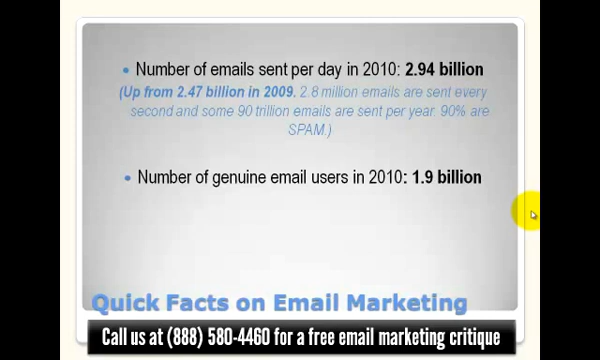 Number of emails sent per day in 2010: 2.94 billion
(Up from 2.47 billion in 2009. 2.8 million emails are sent every
second and some 90 trillion emails are sent per year. 90% are
SPAM.)
Number of genuine email users in 2010: 1.9 billion
Quick Facts on Email Marketing
Call us at (888) 580-4460 for a free email marketing critique